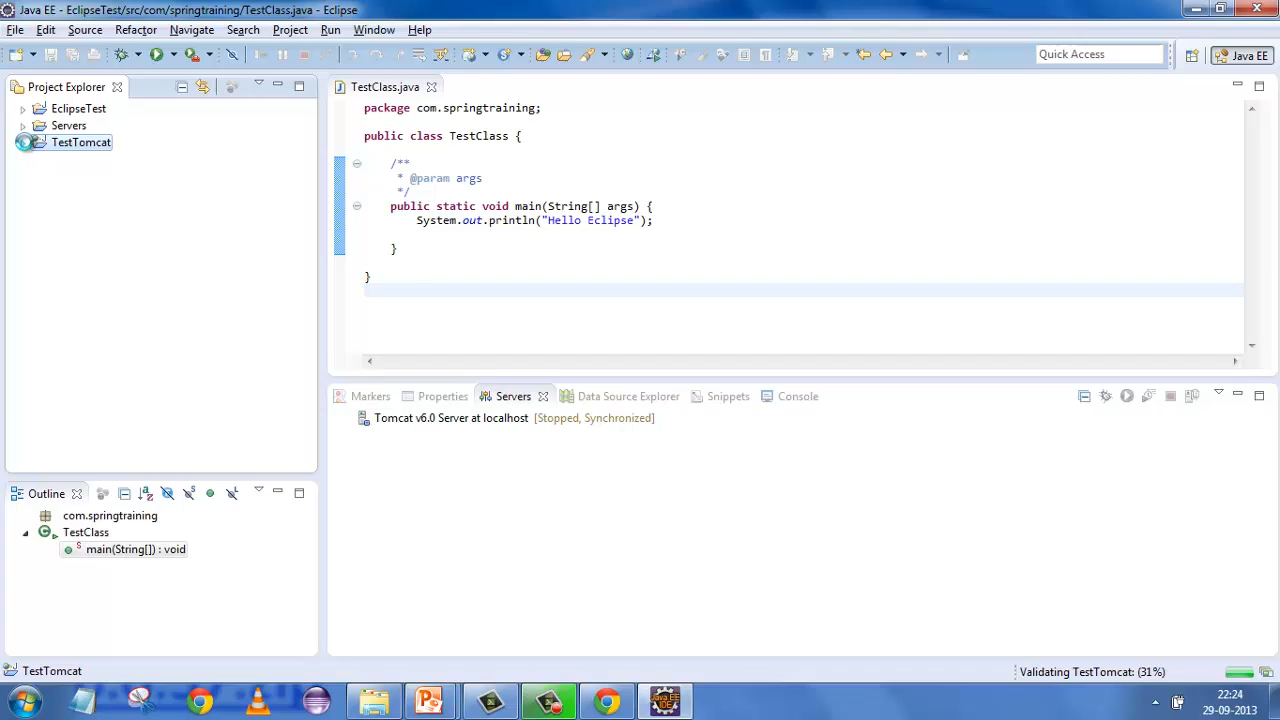 Java EE - EclipseTest/src/com/springtraining/TestClass.java - Eclipse
File Edit Source Refactor Navigate Search Project Run Window Help
Quick Access
Java EE
Project Explorer
EclipseTest
Servers
TestTomcat
TestClass.java
package com.springtraining;
public class TestClass {
/**
* @param args
*/
public static void main(String[] args) {
System.out.println("Hello Eclipse");
}
}
Markers Properties Servers Data Source Explorer Snippets Console
Tomcat v6.0 Server at localhost [Stopped, Synchronized]
Outline
com.springtraining
TestClass
main(String[]) : void
TestTomcat
Validating TestTomcat: (31%)
Java EE
IDE
22:24
29-09-2013